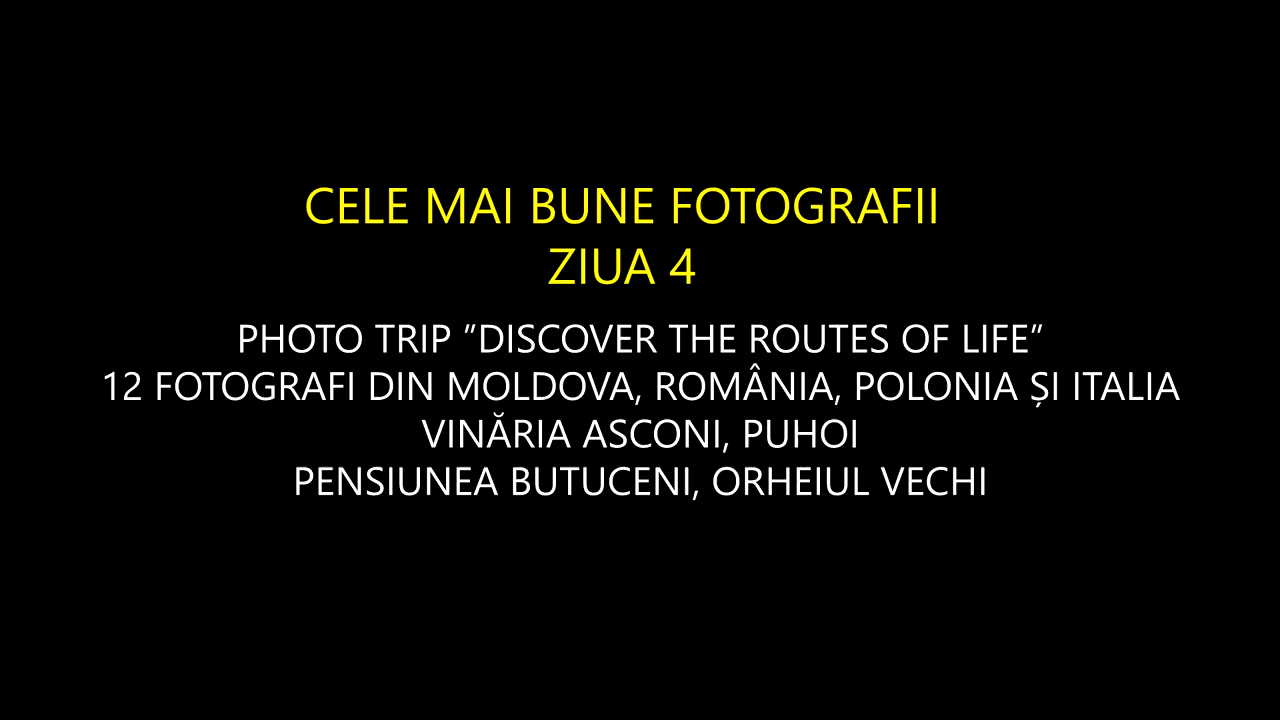 CELE MAI BUNE FOTOGRAFII
ZIUA 4
PHOTO TRIP ”DISCOVER THE ROUTES OF LIFE”
12 FOTOGRAFI DIN MOLDOVA, ROMÂNIA, POLONIA ȘI ITALIA
VINĂRIA ASCONI, PUHOI
PENSIUNEA BUTUCENI, ORHEIUL VECHI